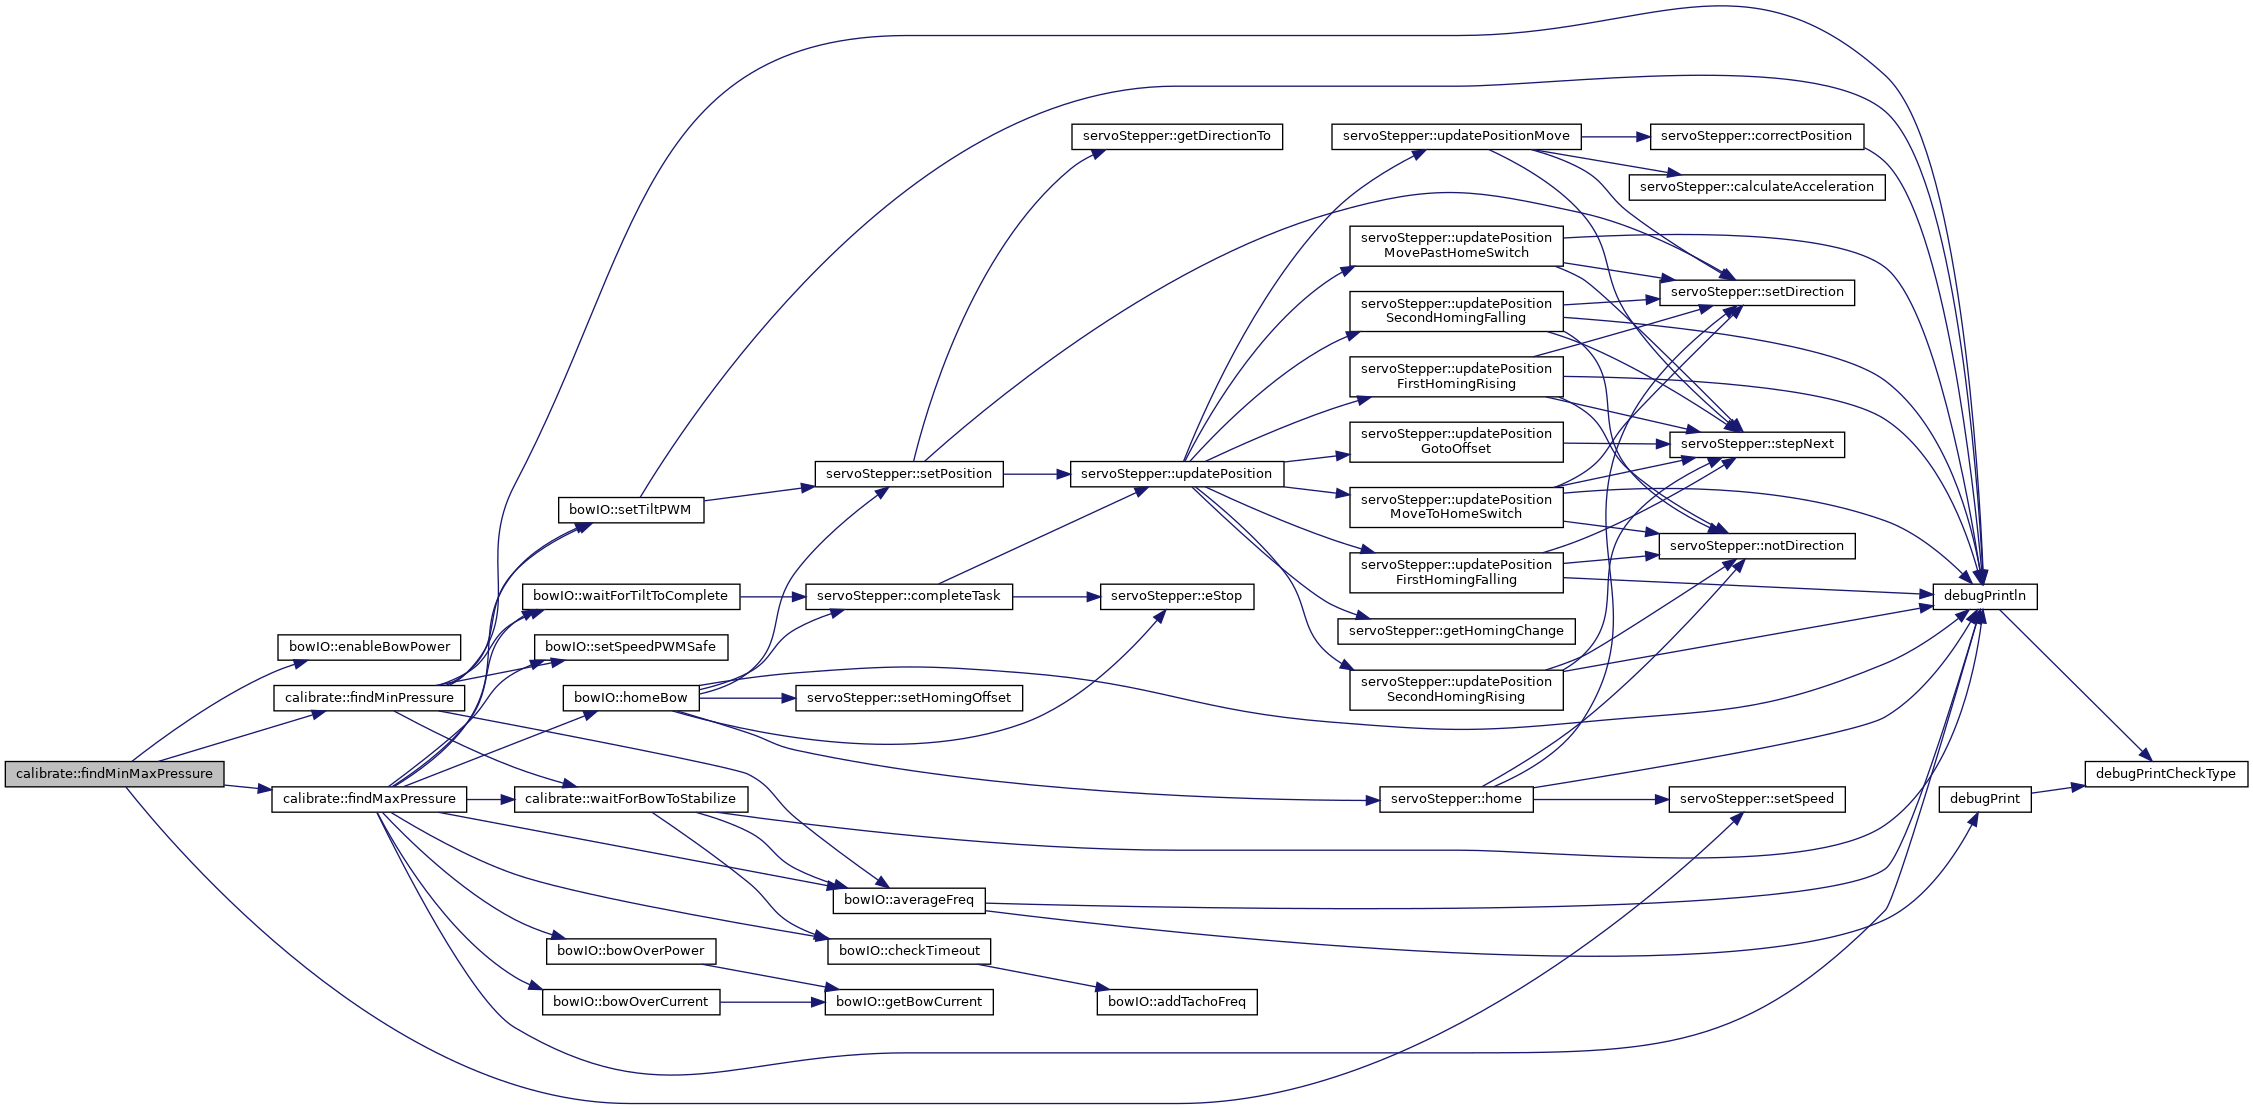 calibrate::findMinMaxPressure
bowIO::enableBowPower
calibrate::findMinPressure
calibrate::findMaxPressure
bowIO::setTiltPWM
bowIO::waitForTiltToComplete
bowIO::setSpeedPWMSafe
bowIO::homeBow
calibrate::waitForBowToStabilize
bowIO::bowOverPower
bowIO::bowOverCurrent
servoStepper::setPosition
servoStepper::completeTask
servoStepper::setHomingOffset
bowIO::averageFreq
bowIO::checkTimeout
bowIO::getBowCurrent
servoStepper::getDirectionTo
servoStepper::updatePosition
servoStepper::eStop
bowIO::addTachoFreq
servoStepper::updatePositionMove
servoStepper::updatePosition
MovePastHomeSwitch
servoStepper::updatePosition
SecondHomingFalling
servoStepper::updatePosition
FirstHomingRising
servoStepper::updatePosition
GotoOffset
servoStepper::updatePosition
MoveToHomeSwitch
servoStepper::updatePosition
FirstHomingFalling
servoStepper::getHomingChange
servoStepper::updatePosition
SecondHomingRising
servoStepper::home
servoStepper::correctPosition
servoStepper::calculateAcceleration
servoStepper::setDirection
servoStepper::stepNext
servoStepper::notDirection
servoStepper::setSpeed
debugPrintln
debugPrint
debugPrintCheckType